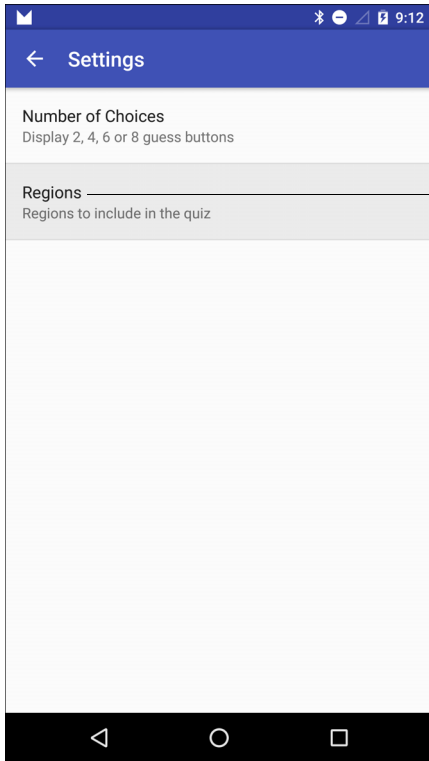 9:12
Settings
Number of Choices
Display 2, 4, 6 or 8 guess buttons
Regions
Regions to include in the quiz